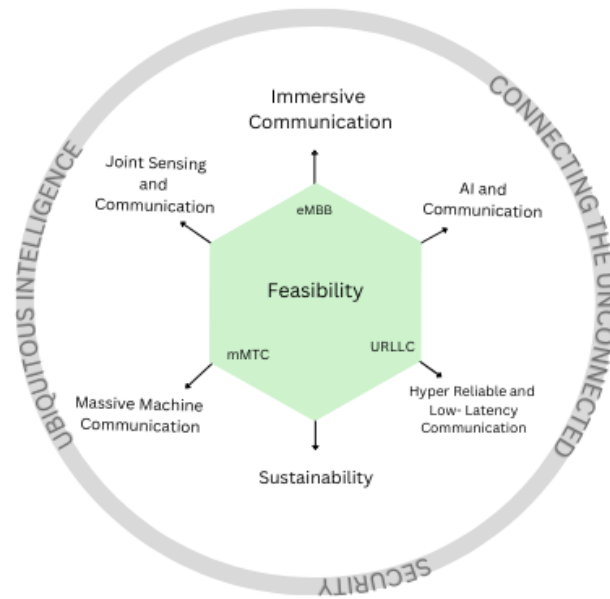 Immersive
Communication
Joint Sensing
and
Communication
AI and
Communication
eMBB
Feasibility
mMTC
URLLC
Massive Machine
Communication
Hyper Reliable and
Low- Latency
Communication
Sustainability
UBIQUITOUS INTELLIGENCE
CONNECTING THE UNCONNECTED
SECURITY